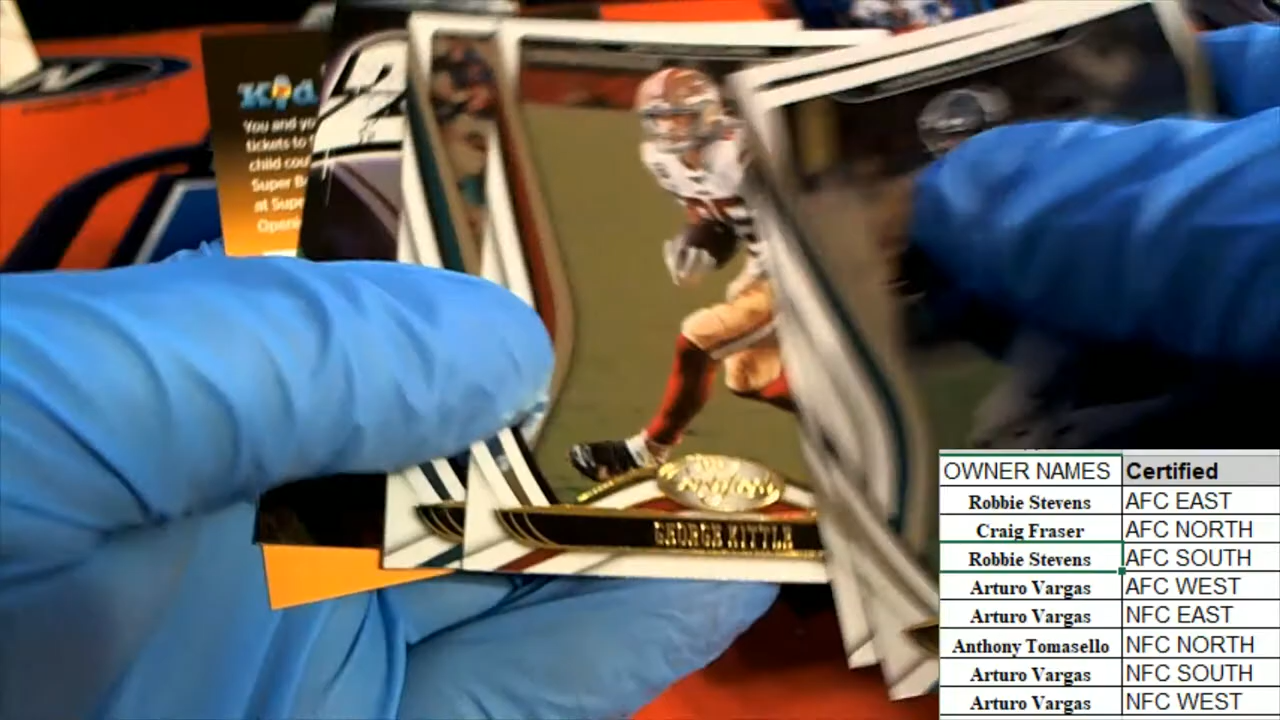 You and yo
tickets to
child cou
Super B
at Supe
Openi
GEORGE KITTLE
OWNER NAMES Certified
Robbie Stevens AFC EAST
Craig Fraser AFC NORTH
Robbie Stevens AFC SOUTH
Arturo Vargas AFC WEST
Arturo Vargas NFC EAST
Anthony Tomasello NFC NORTH
Arturo Vargas NFC SOUTH
Arturo Vargas NFC WEST